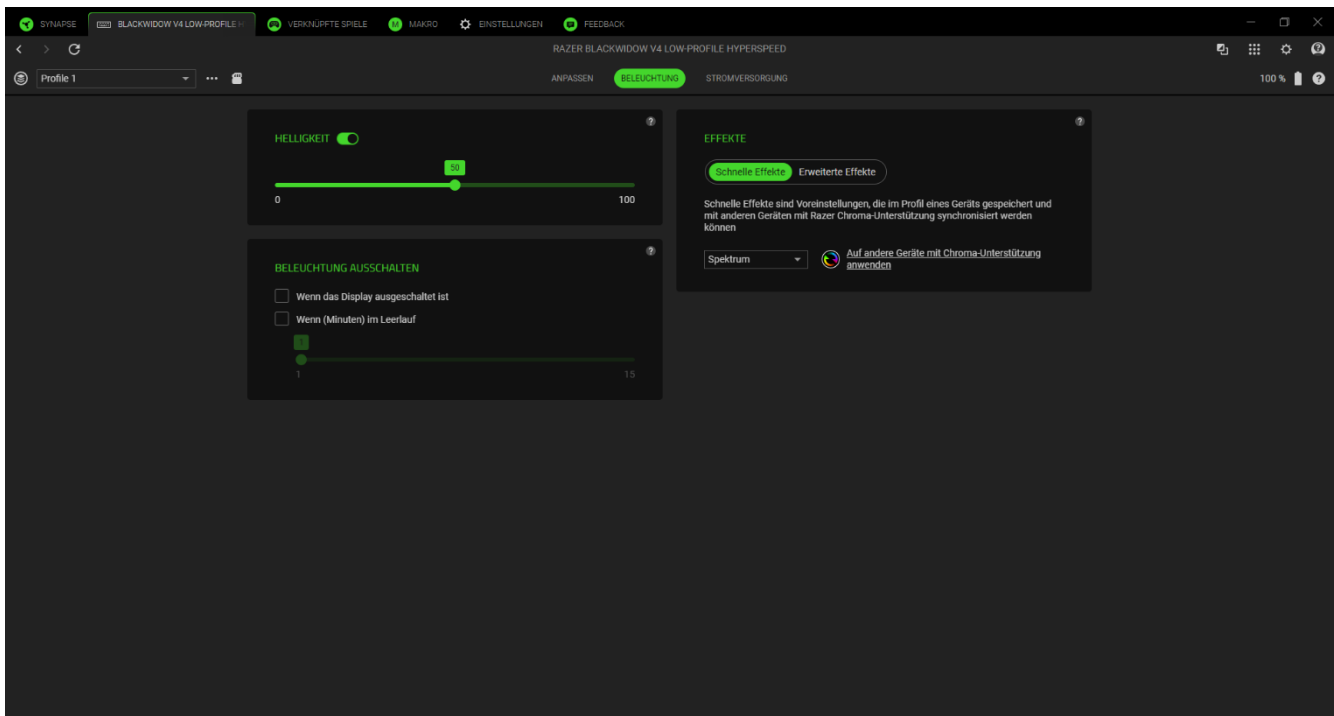 SYNAPSE BLACKWIDOW V4 LOW-PROFILE H VERKNÜPFTE SPIELE M MAKRO EINSTELLUNGEN FEEDBACK
RAZER BLACKWIDOW V4 LOW-PROFILE HYPERSPEED
Profile 1 ANPASSEN BELEUCHTUNG STROMVERSORGUNG 100 % ?
?
HELLIGKEIT
50
0 100
?
BELEUCHTUNG AUSSCHALTEN
Wenn das Display ausgeschaltet ist
Wenn (Minuten) im Leerlauf
1
1 15
?
EFFEKTE
Schnelle Effekte Erweiterte Effekte
Schnelle Effekte sind Voreinstellungen, die im Profil eines Geräts gespeichert und
mit anderen Geräten mit Razer Chroma-Unterstützung synchronisiert werden
können
Spektrum
Auf andere Geräte mit Chroma-Unterstützung
anwenden